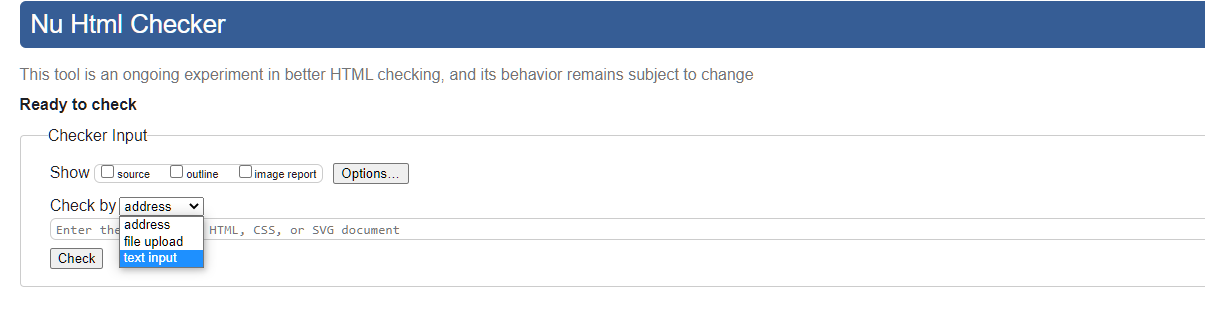 Nu Html Checker
This tool is an ongoing experiment in better HTML checking, and its behavior remains subject to change
Ready to check
Checker Input
Show source outline image report Options...
Check by address
address
Enter the HTML, CSS, or SVG document
file upload
text input
Check